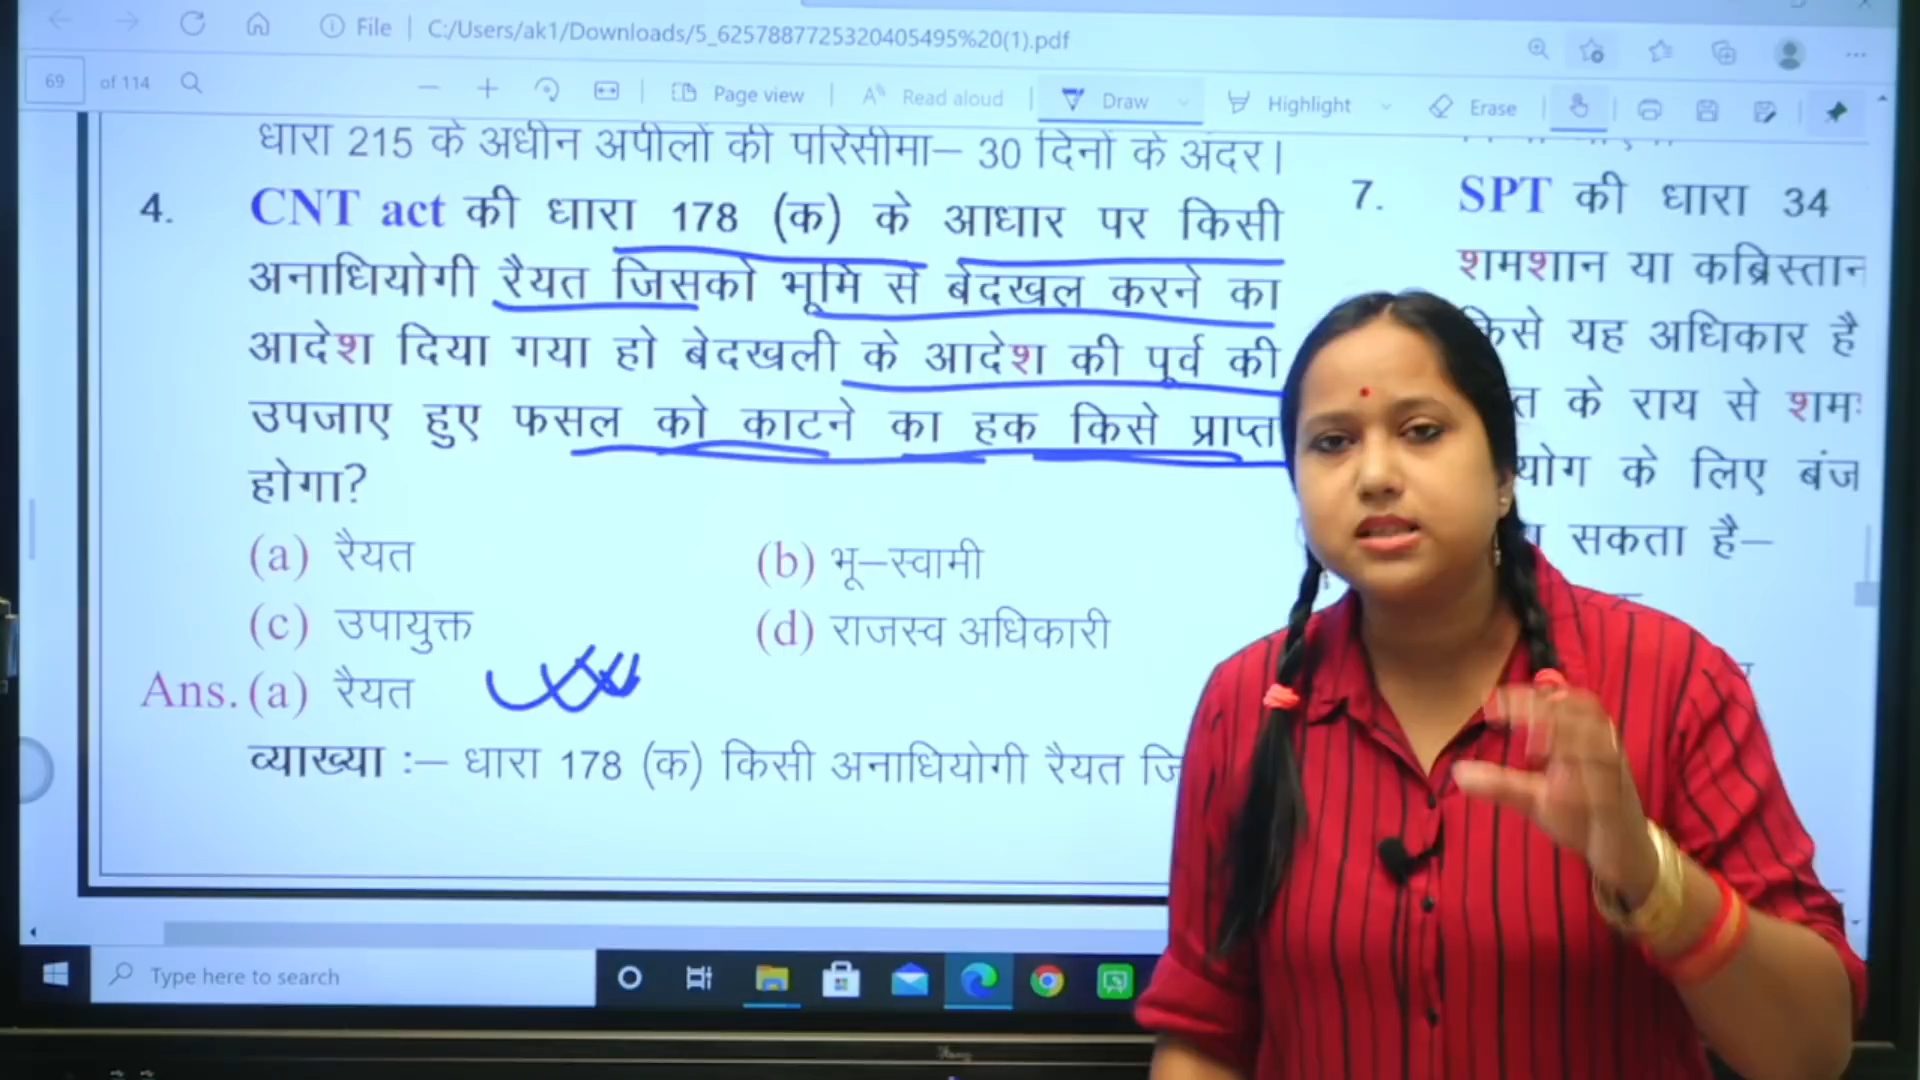 File | C:/Users/ak1/Downloads/5_6257887725320405495%20(1).pdf
69 of 114
Page view
Read aloud
Draw
Highlight
Erase
धारा 215 के अधीन अपीलों की परिसीमा– 30 दिनों के अंदर।
4. CNT act की धारा 178 (क) के आधार पर किसी
अनाधियोगी रैयत जिसको भूमि से बेदखल करने का
आदेश दिया गया हो बेदखली के आदेश की पूर्व की
उपजाए हुए फसल को काटने का हक किसे प्राप्त
होगा?
(a) रैयत
(b) भू–स्वामी
(c) उपायुक्त
(d) राजस्व अधिकारी
Ans. (a) रैयत
व्याख्या :– धारा 178 (क) किसी अनाधियोगी रैयत जि
7. SPT की धारा 34
शमशान या कब्रिस्तान
किसे यह अधिकार है
के राय से शम
योग के लिए बंज
सकता है–
Type here to search